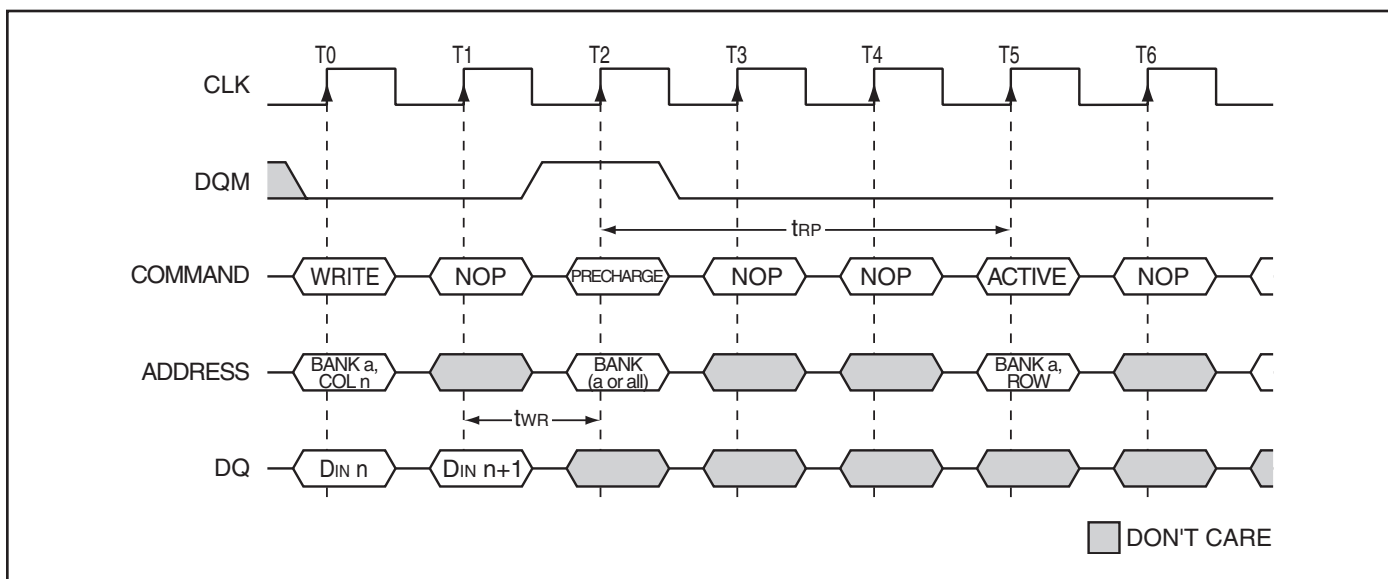 T0 T1 T2 T3 T4 T5 T6
CLK
DQM
tRP
COMMAND WRITE NOP PRECHARGE NOP NOP ACTIVE NOP
ADDRESS BANK a, COL n BANK (a or all) BANK a, ROW
tWR
DQ DIN n DIN n+1
DON'T CARE